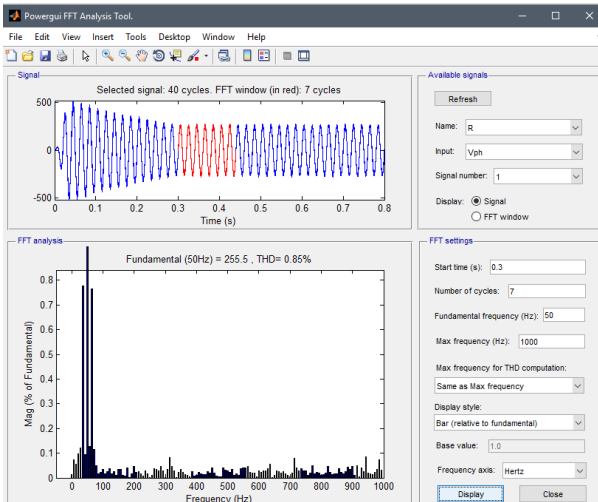 Powergui FFT Analysis Tool.
File Edit View Insert Tools Desktop Window Help
Signal
Selected signal: 40 cycles. FFT window (in red): 7 cycles
500
0
-500
0 0.1 0.2 0.3 0.4 0.5 0.6 0.7 0.8
Time (s)
Available signals
Refresh
Name: R
Input: Vph
Signal number: 1
Display: Signal
FFT window
FFT analysis
Fundamental (50Hz) = 255.5 , THD= 0.85%
Mag (% of Fundamental)
0.8
0.7
0.6
0.5
0.4
0.3
0.2
0.1
0
0 100 200 300 400 500 600 700 800 900 1000
Frequency (Hz)
FFT settings
Start time (s): 0.3
Number of cycles: 7
Fundamental frequency (Hz): 50
Max frequency (Hz): 1000
Max frequency for THD computation:
Same as Max frequency
Display style:
Bar (relative to fundamental)
Base value: 1.0
Frequency axis: Hertz
Display Close